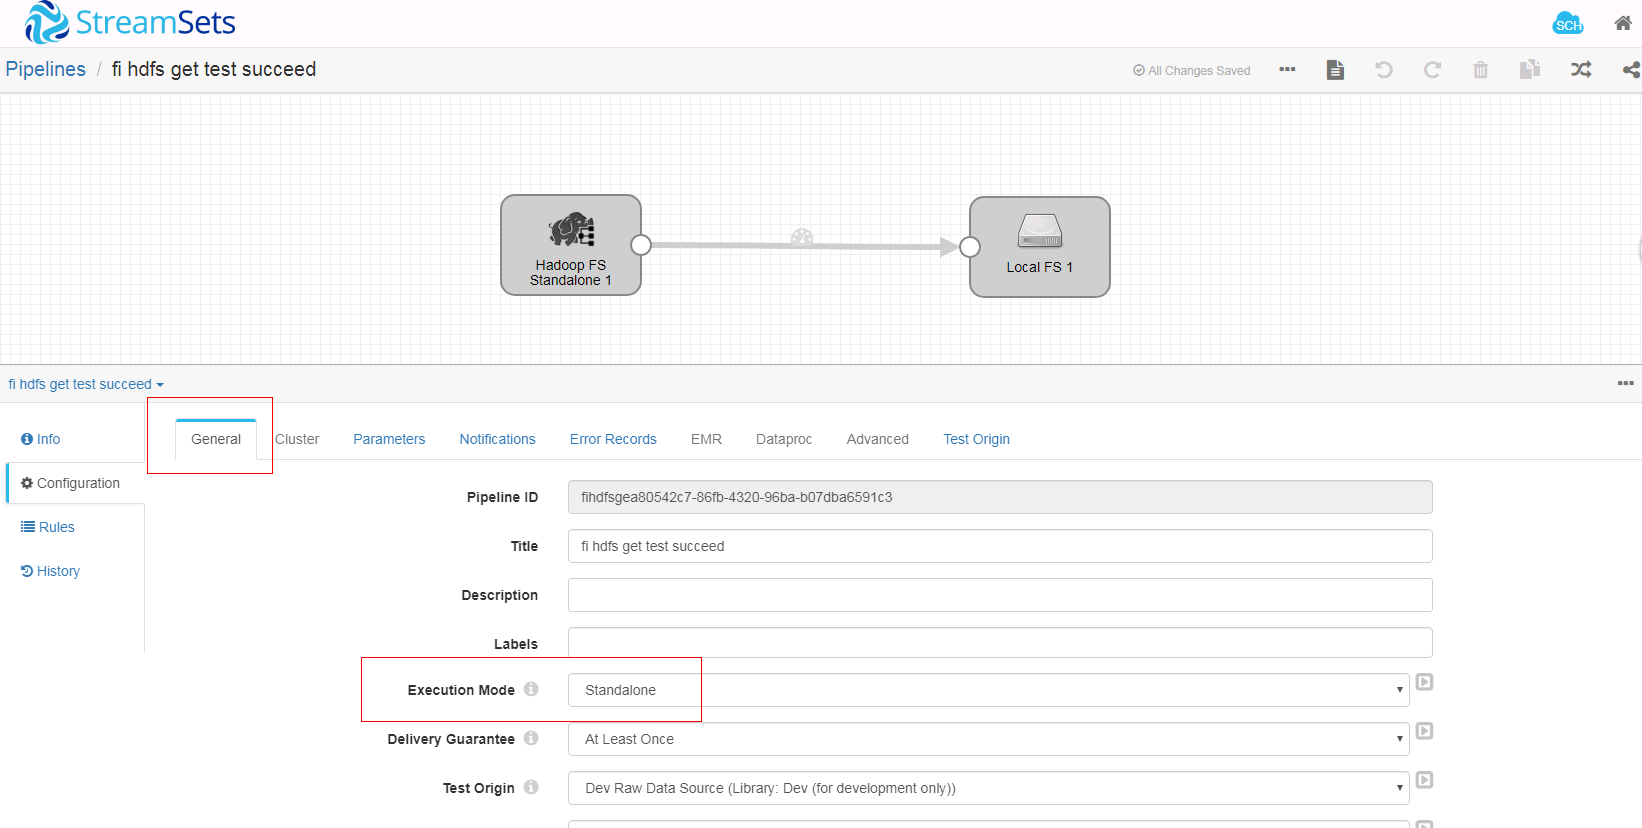 StreamSets
SCH
Pipelines / fi hdfs get test succeed
All Changes Saved
Hadoop FS
Standalone 1
Local FS 1
fi hdfs get test succeed
Info
Configuration
Rules
History
General Cluster Parameters Notifications Error Records EMR Dataproc Advanced Test Origin
Pipeline ID fihdfsgea80542c7-86fb-4320-96ba-b07dba6591c3
Title fi hdfs get test succeed
Description
Labels
Execution Mode Standalone
Delivery Guarantee At Least Once
Test Origin Dev Raw Data Source (Library: Dev (for development only))